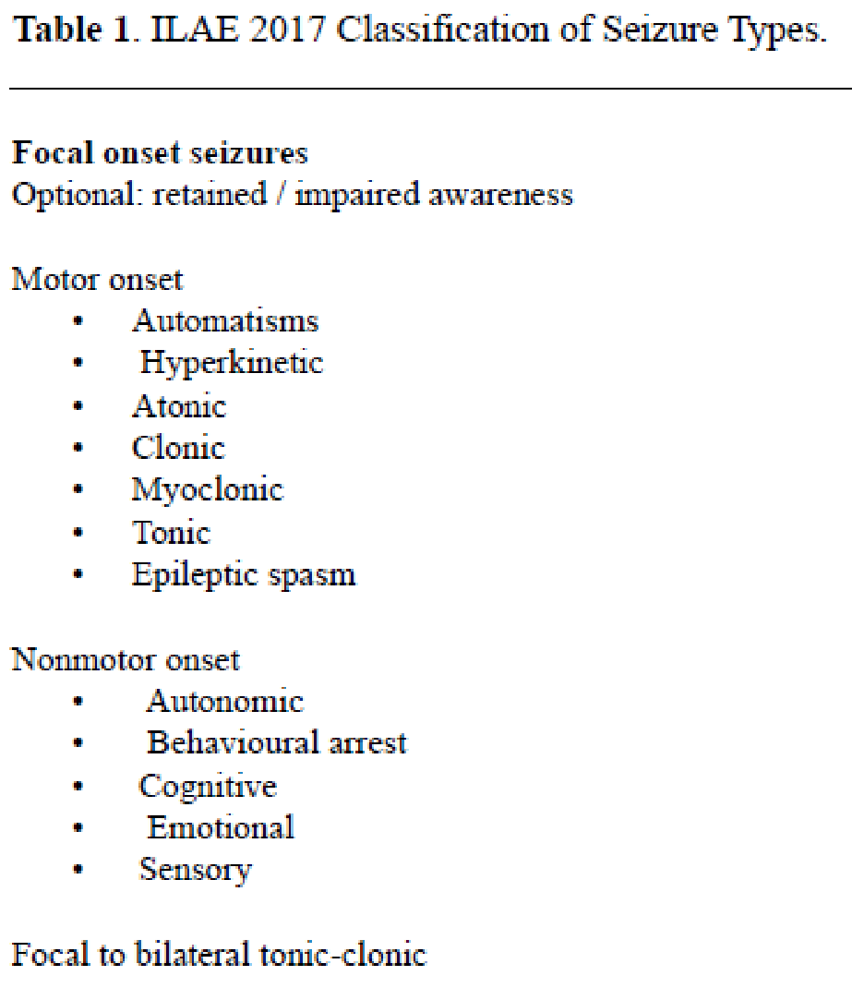 Table 1. ILAE 2017 Classification of Seizure Types.
Focal onset seizures
Optional: retained / impaired awareness
Motor onset
• Automatisms
• Hyperkinetic
• Atonic
• Clonic
• Myoclonic
• Tonic
• Epileptic spasm
Nonmotor onset
• Autonomic
• Behavioural arrest
• Cognitive
• Emotional
• Sensory
Focal to bilateral tonic-clonic